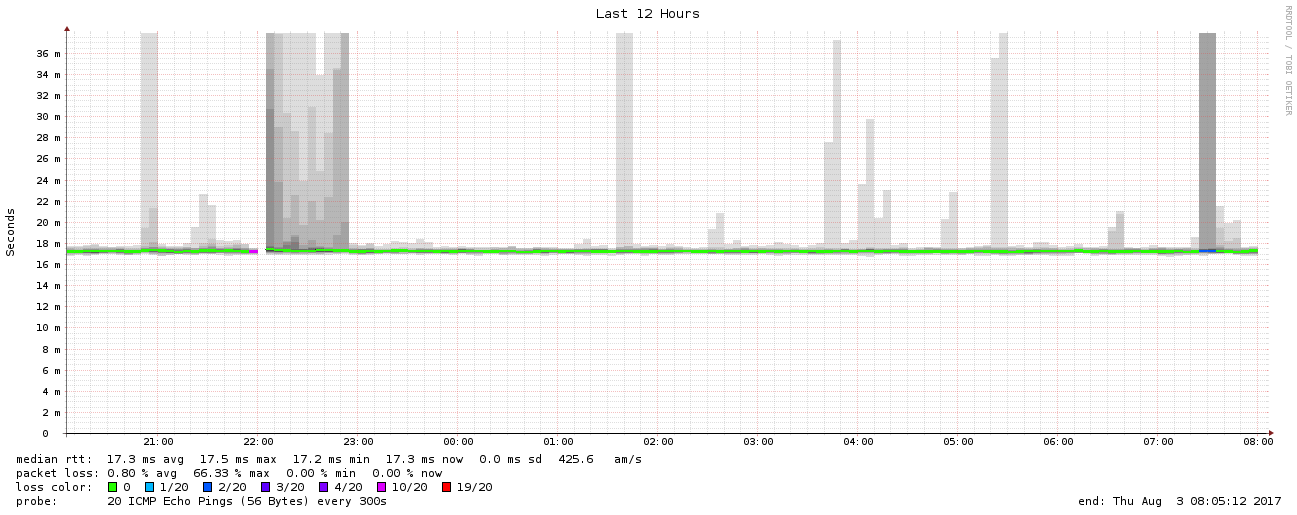 Last 12 Hours
RRDTOOL / TOBI OETIKER
Seconds
36 m
34 m
32 m
30 m
28 m
26 m
24 m
22 m
20 m
18 m
16 m
14 m
12 m
10 m
8 m
6 m
4 m
2 m
0
21:00 22:00 23:00 00:00 01:00 02:00 03:00 04:00 05:00 06:00 07:00 08:00
median rtt: 17.3 ms avg 17.5 ms max 17.2 ms min 17.3 ms now 0.0 ms sd 425.6 am/s
packet loss: 0.80 % avg 66.33 % max 0.00 % min 0.00 % now
loss color: 0 1/20 2/20 3/20 4/20 10/20 19/20
probe: 20 ICMP Echo Pings (56 Bytes) every 300s end: Thu Aug 3 08:05:12 2017